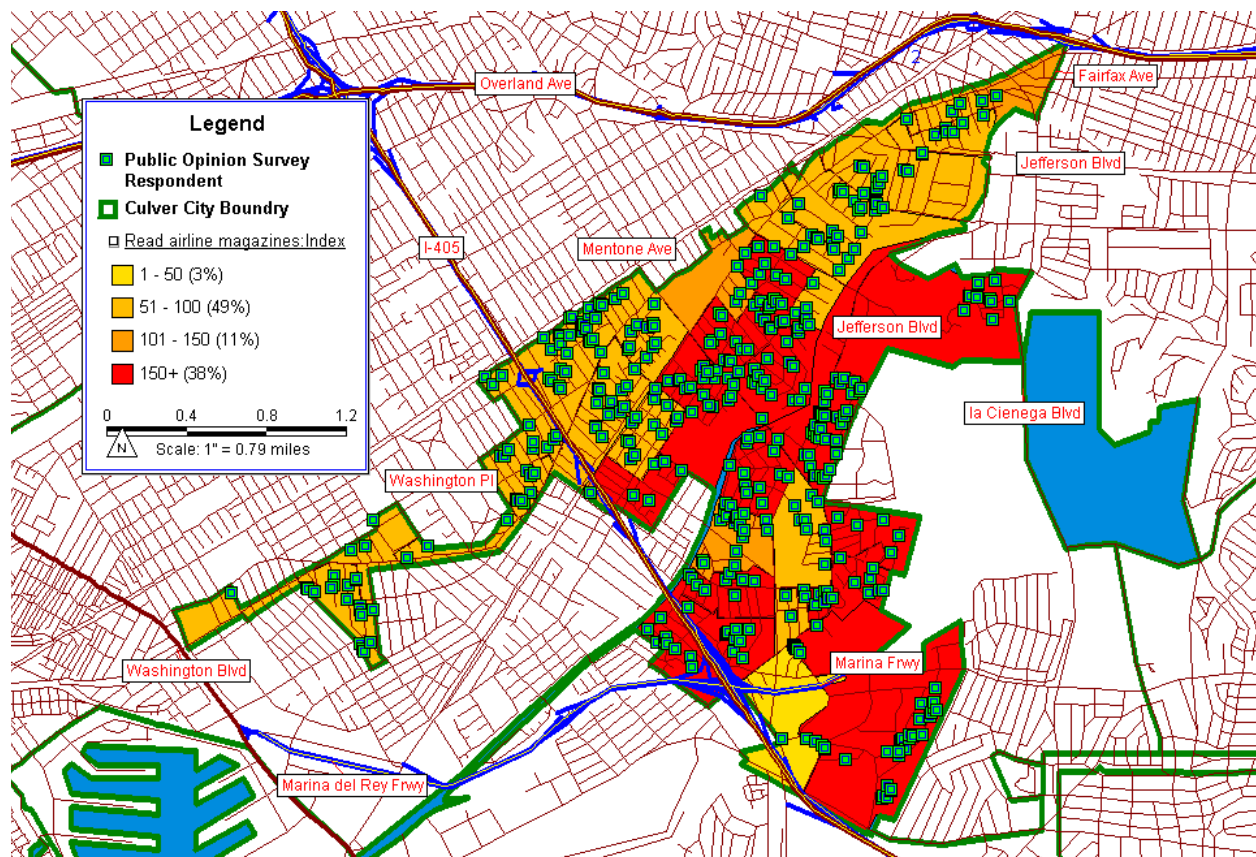 Overland Ave
2
Fairfax Ave
Legend
Public Opinion Survey
Respondent
Culver City Boundry
Read airline magazines:Index
1 - 50 (3%)
51 - 100 (49%)
101 - 150 (11%)
150+ (38%)
0 0.4 0.8 1.2
N
Scale: 1" = 0.79 miles
Jefferson Blvd
I-405
Mentone Ave
Jefferson Blvd
la Cienega Blvd
Washington Pl
Washington Blvd
Marina Frwy
Marina del Rey Frwy